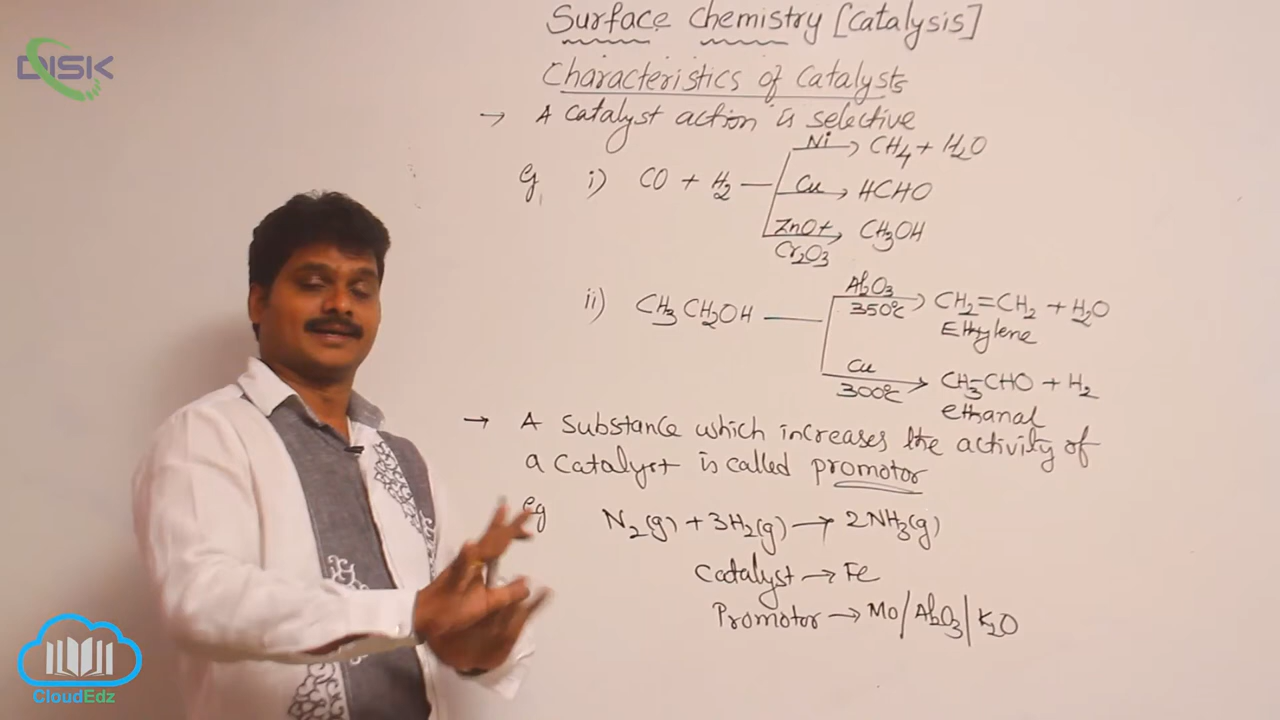 DISK
Surface Chemistry [Catalysis]
Characteristics of Catalysts
→ A catalyst action is selective
Eg, i) CO + H₂ — Ni → CH₄ + H₂O
Cu → HCHO
ZnO + Cr₂O₃ → CH₃OH
ii) CH₃CH₂OH — Al₂O₃ 350°C → CH₂=CH₂ + H₂O
Ethylene
Cu 300°C → CH₃CHO + H₂
ethanal
→ A substance which increases the activity of
a catalyst is called promotor
Eg N₂(g) + 3H₂(g) → 2NH₃(g)
Catalyst → Fe
Promotor → Mo/Al₂O₃/K₂O
CloudEdz